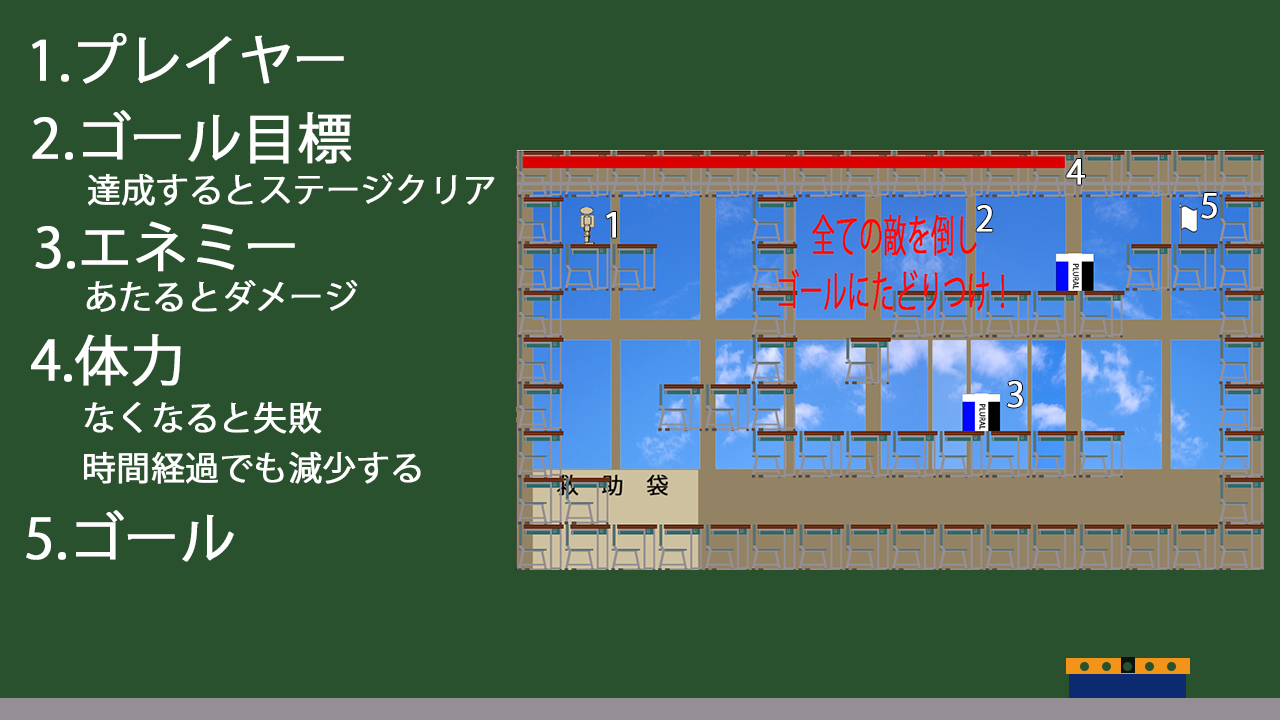 1.プレイヤー
2.ゴール目標
達成するとステージクリア
3.エネミー
あたるとダメージ
4.体力
なくなると失敗
時間経過でも減少する
5.ゴール
4
1
2
5
全ての敵を倒し
ゴールにたどりつけ!
PLURAL
3
PLURAL
救助袋